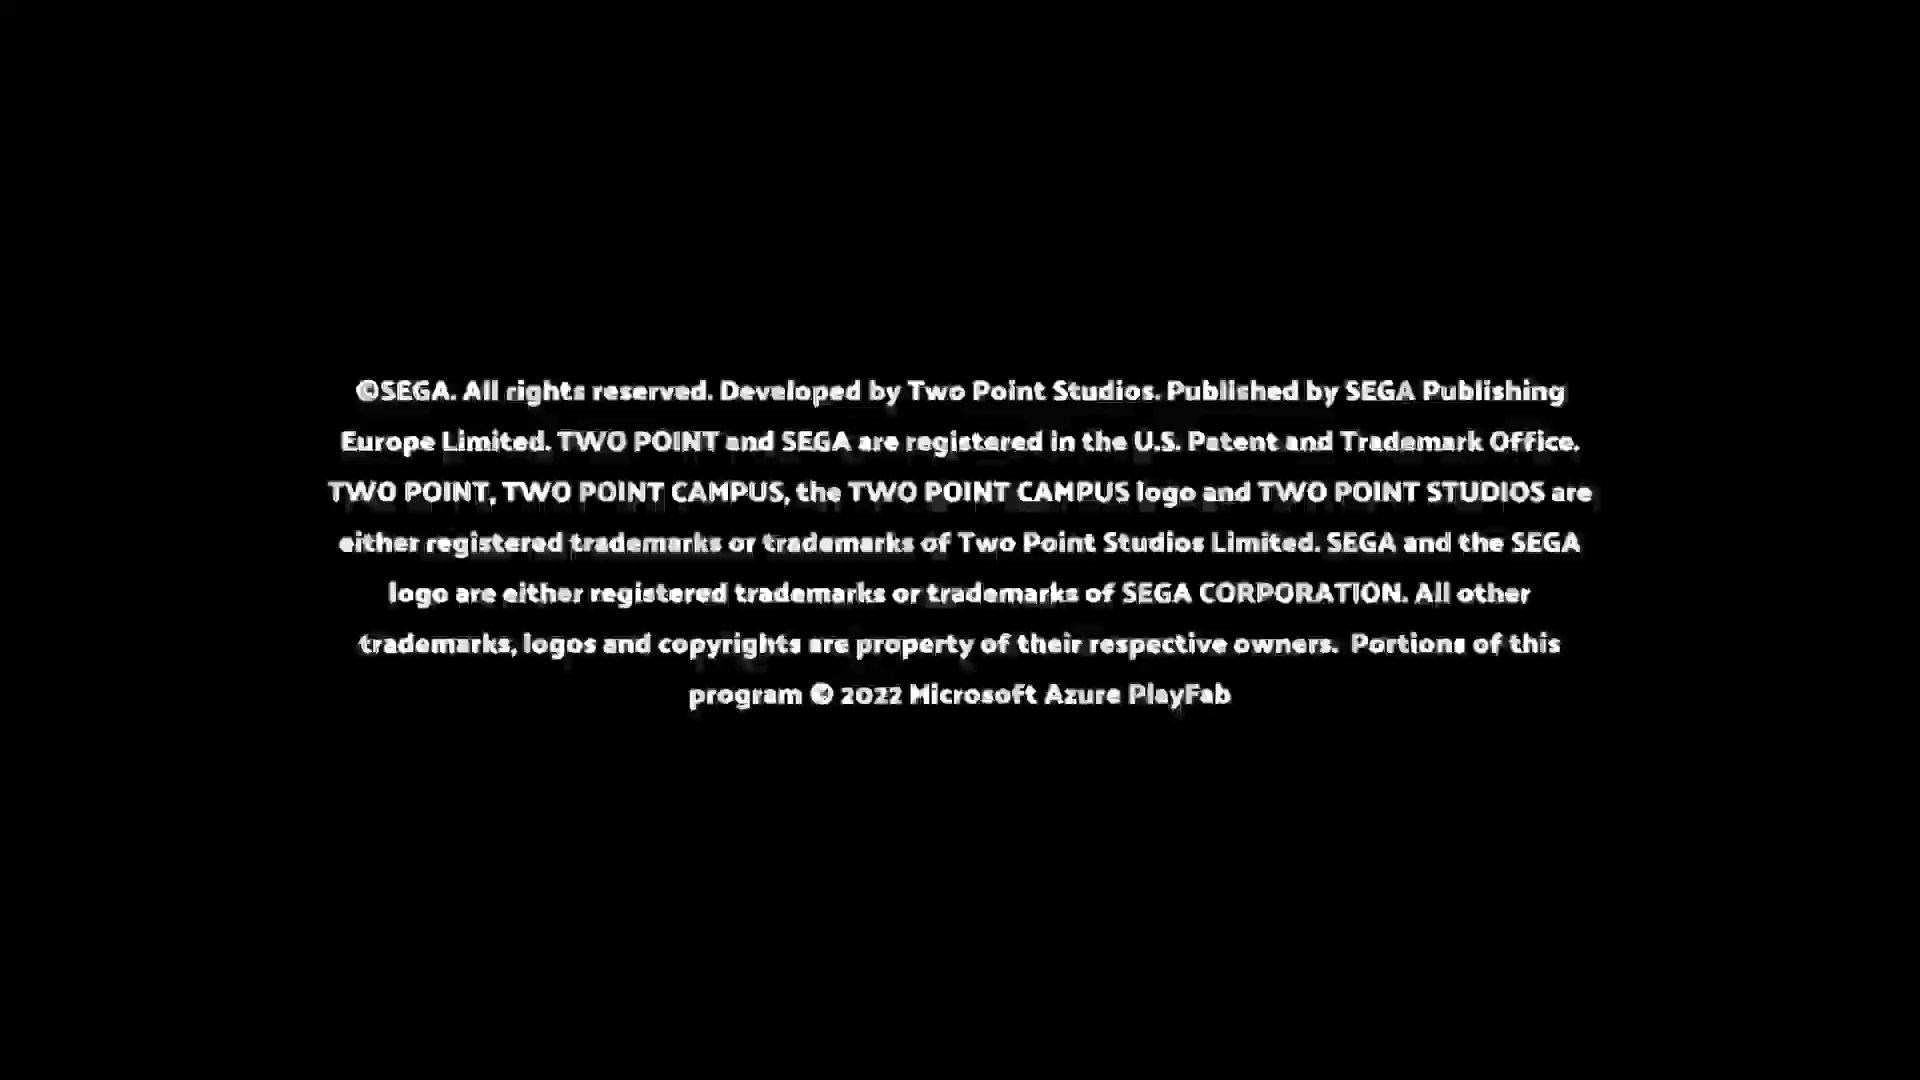 ©SEGA. All rights reserved. Developed by Two Point Studios. Published by SEGA Publishing
Europe Limited. TWO POINT and SEGA are registered in the U.S. Patent and Trademark Office.
TWO POINT, TWO POINT CAMPUS, the TWO POINT CAMPUS logo and TWO POINT STUDIOS are
either registered trademarks or trademarks of Two Point Studios Limited. SEGA and the SEGA
logo are either registered trademarks or trademarks of SEGA CORPORATION. All other
trademarks, logos and copyrights are property of their respective owners. Portions of this
program © 2022 Microsoft Azure PlayFab